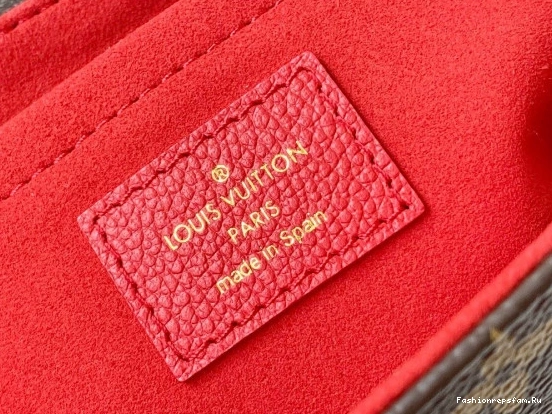 ®
LOUIS VUITTON
PARIS
made in Spain
Fashionrepsfam.Ru